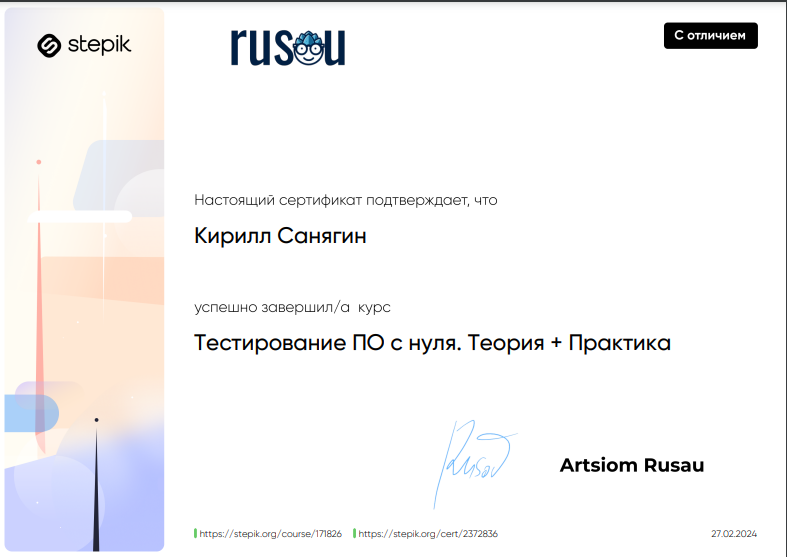 stepik
rusau
С отличием
Настоящий сертификат подтверждает, что
Кирилл Санягин
успешно завершил/а курс
Тестирование ПО с нуля. Теория + Практика
Rusau
Artsiom Rusau
https://stepik.org/course/171826
https://stepik.org/cert/2372836
27.02.2024